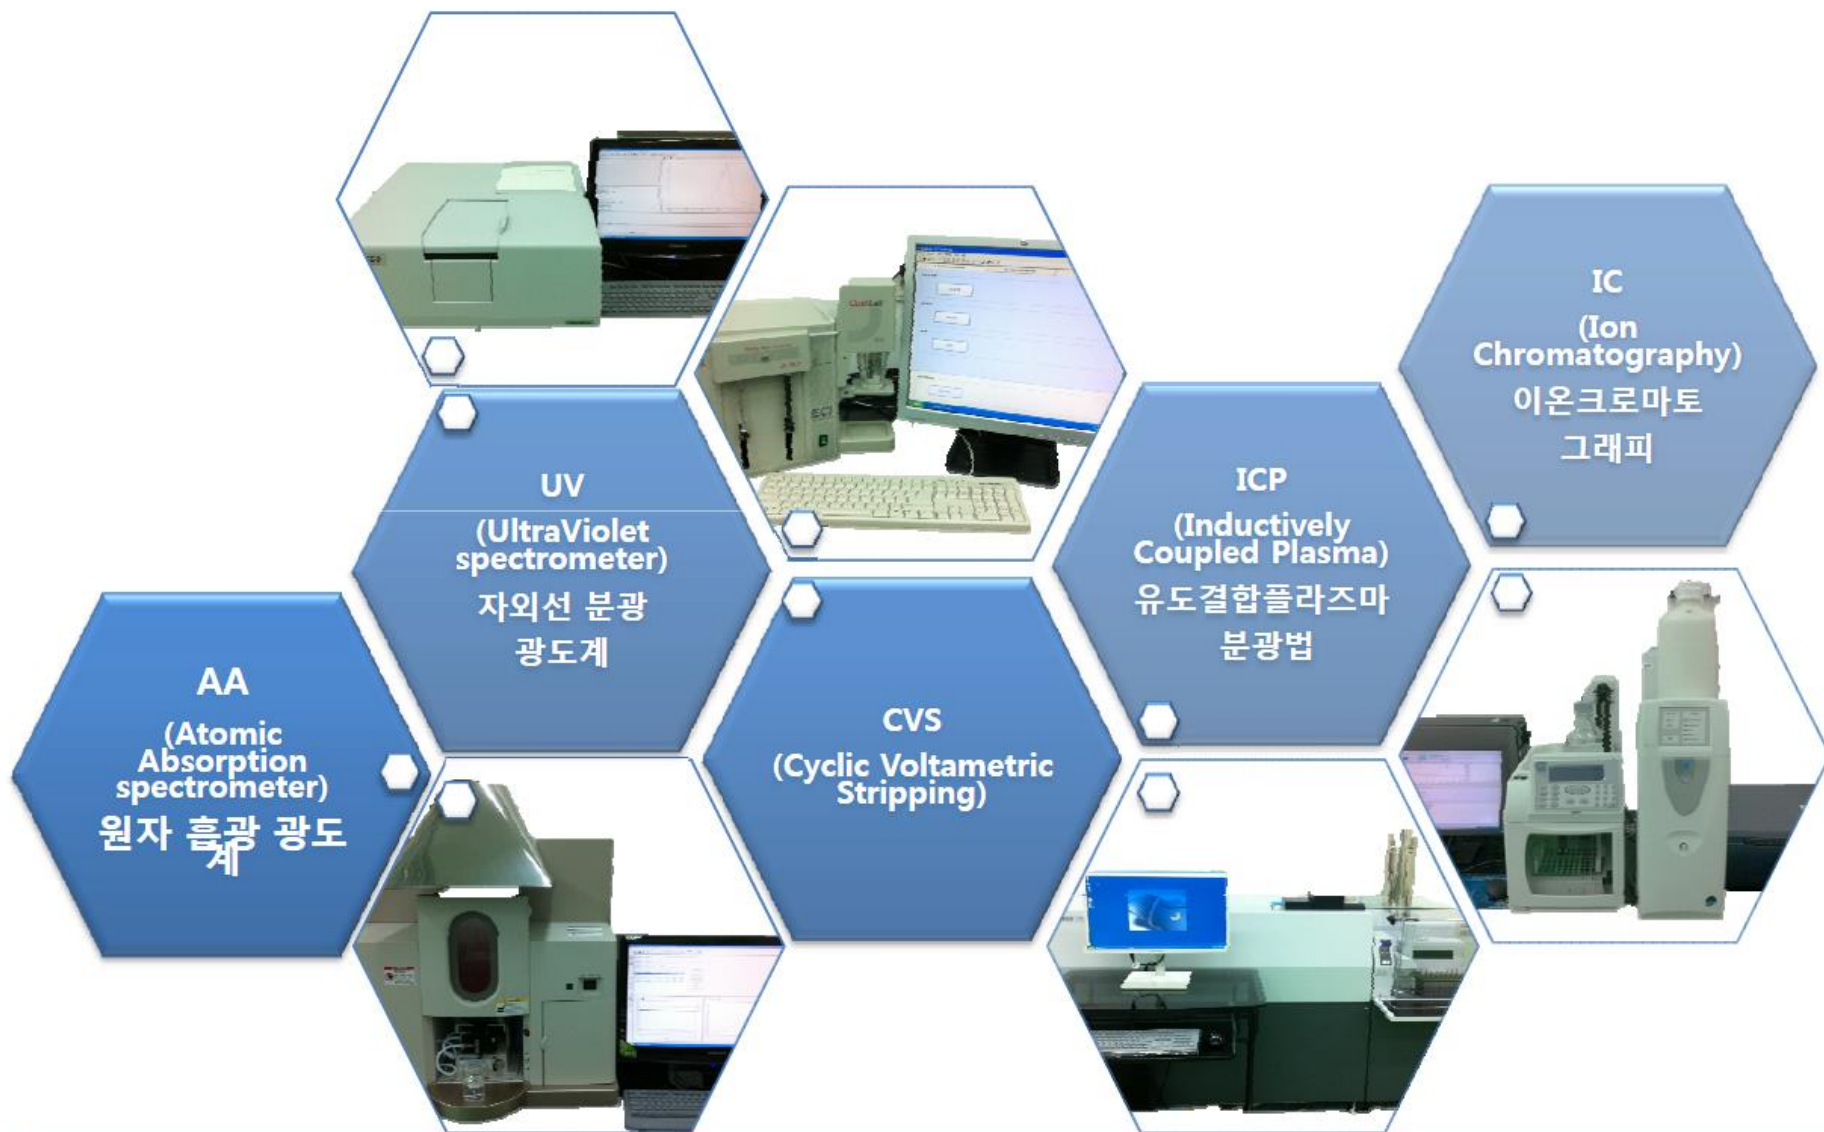 AA
(Atomic
Absorption
spectrometer)
원자 흡광 광도
계
UV
(UltraViolet
spectrometer)
자외선 분광
광도계
CVS
(Cyclic Voltametric
Stripping)
ICP
(Inductively
Coupled Plasma)
유도결합플라즈마
분광법
IC
(Ion
Chromatography)
이온크로마토
그래피
ECI